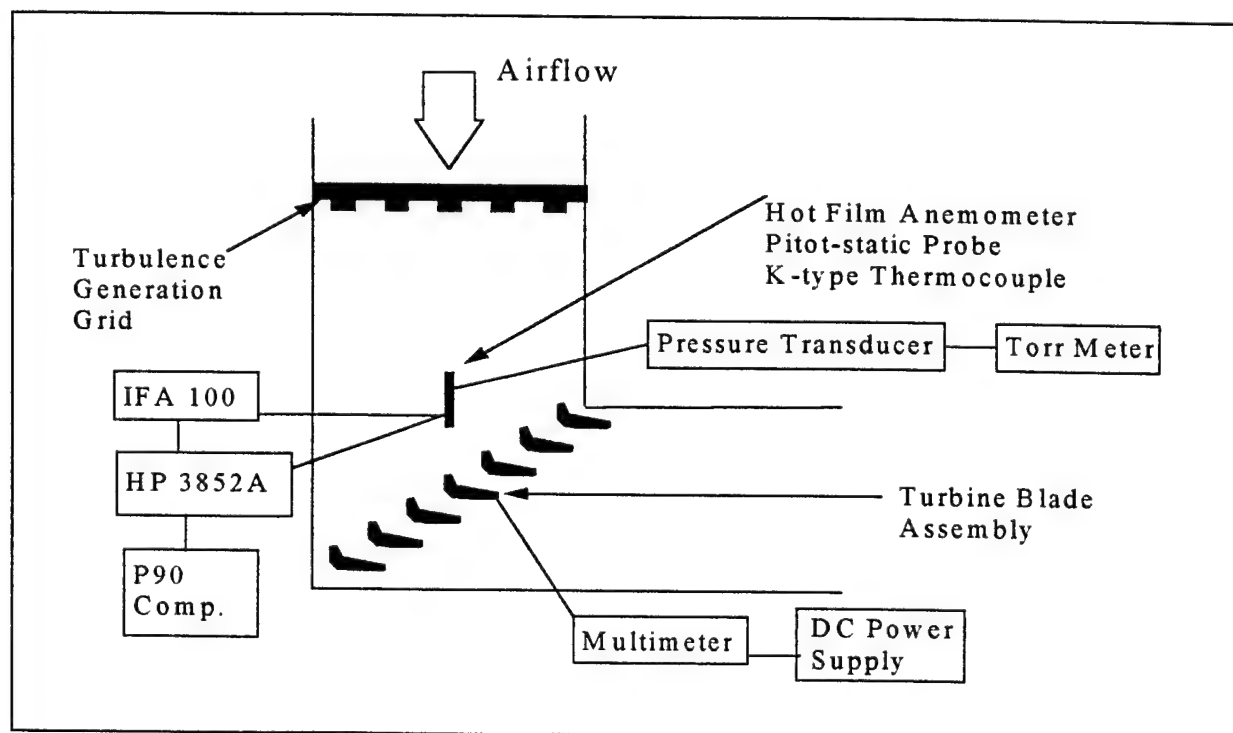 Airflow
Hot Film Anemometer
Pitot-static Probe
K-type Thermocouple
Turbulence
Generation
Grid
Pressure Transducer
Torr Meter
IFA 100
HP 3852A
Turbine Blade
Assembly
P90
Comp.
Multimeter
DC Power
Supply